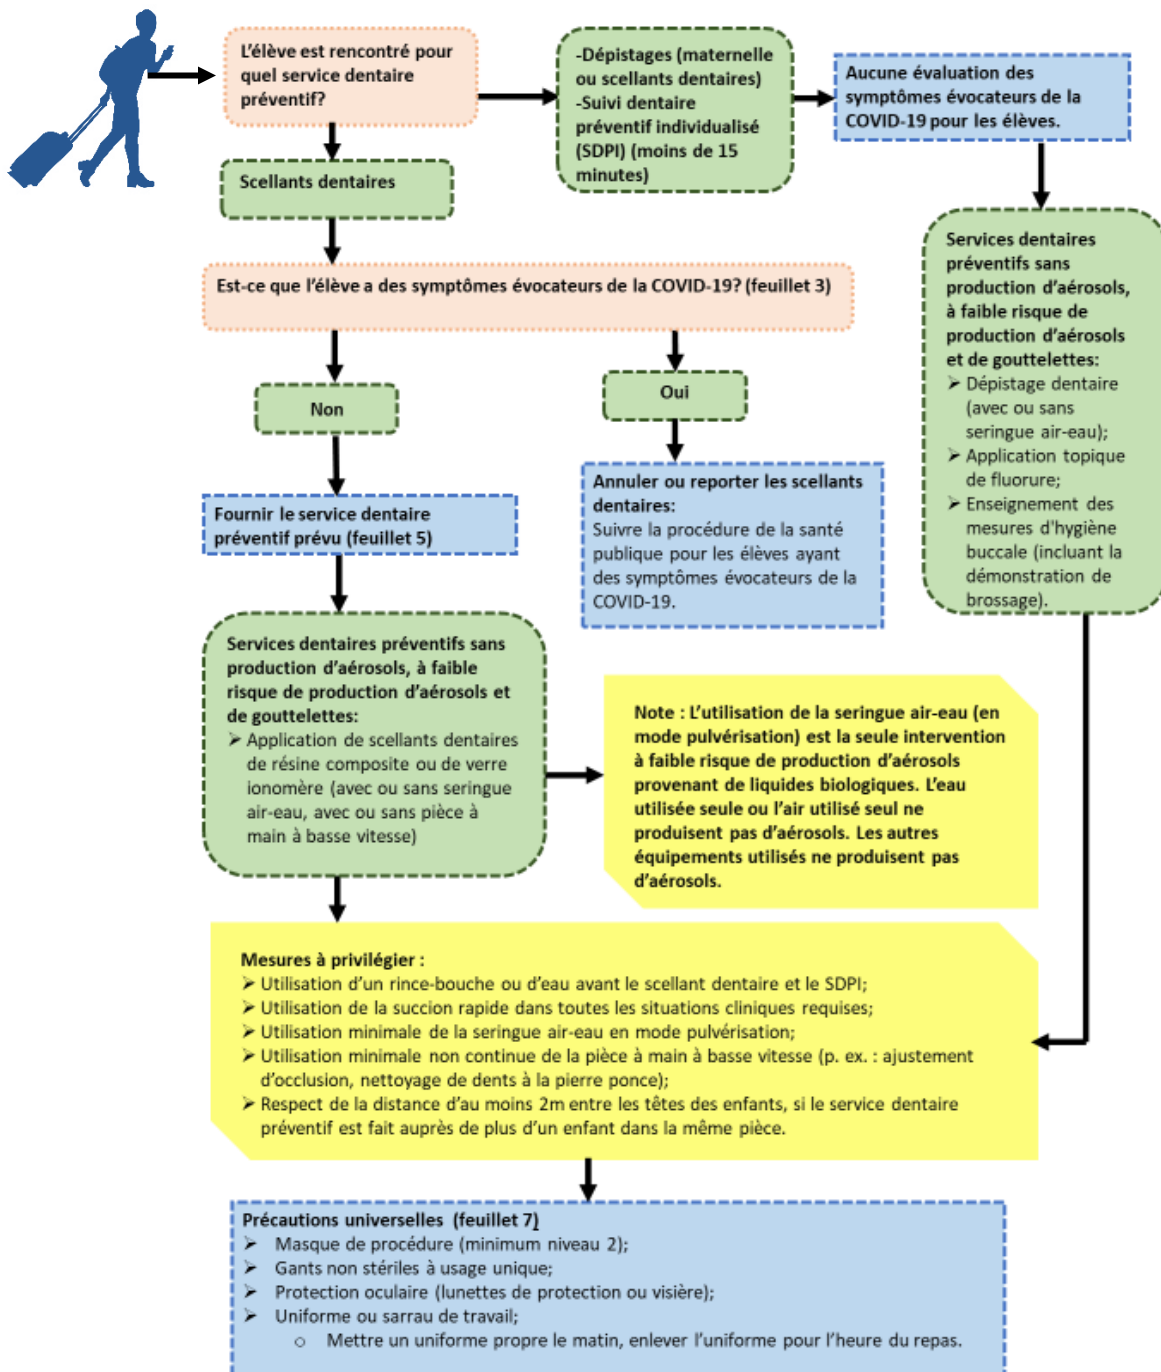 L'élève est rencontré pour
quel service dentaire
préventif?
-Dépistages (maternelle
ou scellants dentaires)
-Suivi dentaire
préventif individualisé
(SDPI) (moins de 15
minutes)
Aucune évaluation des
symptômes évocateurs de la
COVID-19 pour les élèves.
Scellants dentaires
Est-ce que l'élève a des symptômes évocateurs de la COVID-19? (feuillet 3)
Non
Oui
Fournir le service dentaire
préventif prévu (feuillet 5)
Annuler ou reporter les scellants
dentaires:
Suivre la procédure de la santé
publique pour les élèves ayant
des symptômes évocateurs de la
COVID-19.
Services dentaires
préventifs sans
production d'aérosols,
à faible risque de
production d'aérosols
et de gouttelettes:
➢ Dépistage dentaire
(avec ou sans
seringue air-eau);
➢ Application topique
de fluorure;
➢ Enseignement des
mesures d'hygiène
buccale (incluant la
démonstration de
brossage).
Services dentaires préventifs sans
production d'aérosols, à faible
risque de production d'aérosols et
de gouttelettes:
➢ Application de scellants dentaires
de résine composite ou de verre
ionomère (avec ou sans seringue
air-eau, avec ou sans pièce à
main à basse vitesse)
Note : L'utilisation de la seringue air-eau (en
mode pulvérisation) est la seule intervention
à faible risque de production d'aérosols
provenant de liquides biologiques. L'eau
utilisée seule ou l'air utilisé seul ne
produisent pas d'aérosols. Les autres
équipements utilisés ne produisent pas
d'aérosols.
Mesures à privilégier :
➢ Utilisation d'un rince-bouche ou d'eau avant le scellant dentaire et le SDPI;
➢ Utilisation de la succion rapide dans toutes les situations cliniques requises;
➢ Utilisation minimale de la seringue air-eau en mode pulvérisation;
➢ Utilisation minimale non continue de la pièce à main à basse vitesse (p. ex. : ajustement
d'occlusion, nettoyage de dents à la pierre ponce);
➢ Respect de la distance d'au moins 2m entre les têtes des enfants, si le service dentaire
préventif est fait auprès de plus d'un enfant dans la même pièce.
Précautions universelles (feuillet 7)
➢ Masque de procédure (minimum niveau 2);
➢ Gants non stériles à usage unique;
➢ Protection oculaire (lunettes de protection ou visière);
➢ Uniforme ou sarrau de travail;
o Mettre un uniforme propre le matin, enlever l'uniforme pour l'heure du repas.